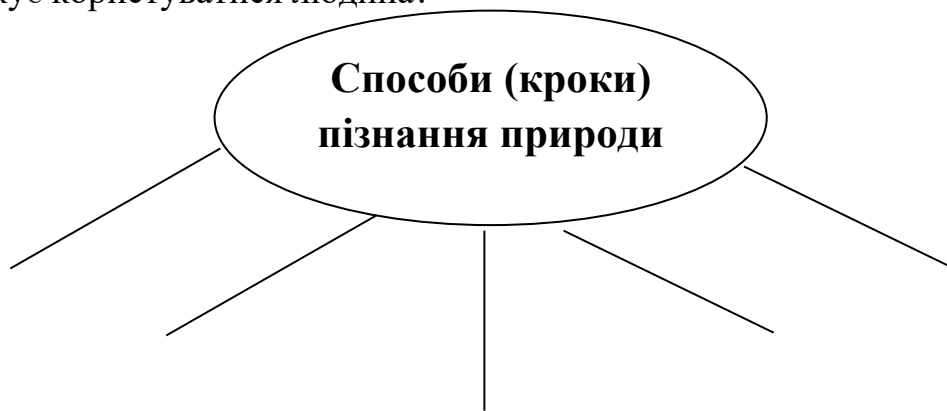 користуватися людина?
Способи (кроки)
пізнання природи